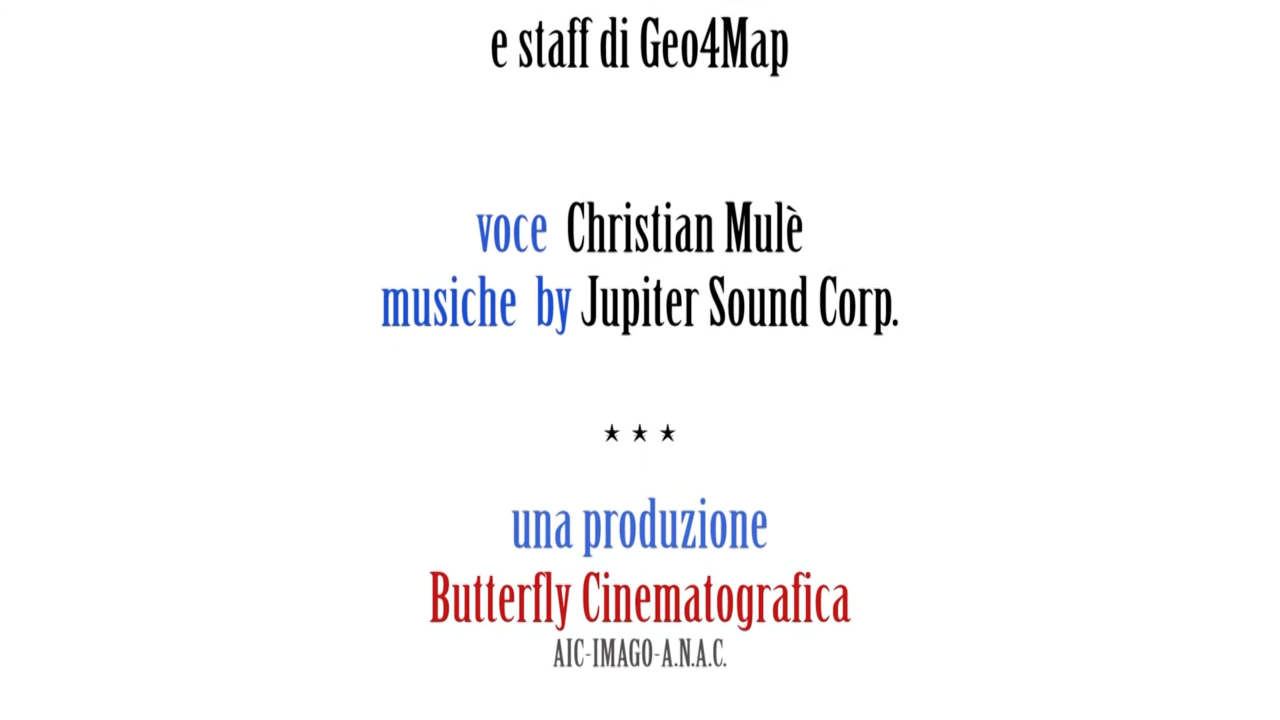 e staff di Geo4Map
voce Christian Mulè
musiche by Jupiter Sound Corp.
★ ★ ★
una produzione
Butterfly Cinematografica
AIC-IMAGO-A.N.A.C.